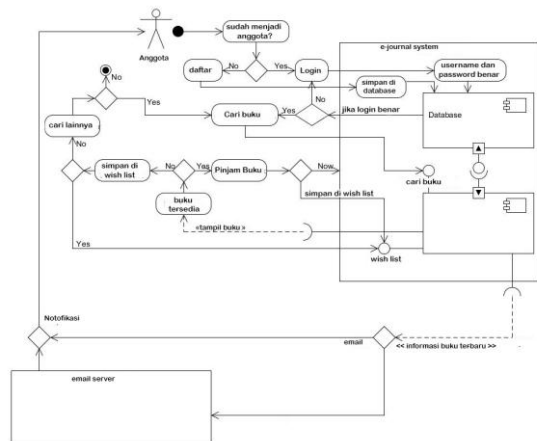 Anggota
sudah menjadi
anggota?
e-journal system
No
daftar
No
Yes
Login
username dan
password benar
simpan di
database
Yes
Cari buku
Yes
No
jika login benar
Database
cari lainnya
No
simpan di
wish list
No
Yas
Pinjam Buku
Now
cari buku
simpan di wish list
buku
tersedia
«tampil buku »
Yes
wish list
Notofikasi
email
<< informasi buku terbaru >>
email server